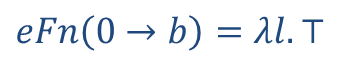 eFn(0 → b) = λl. ⊤